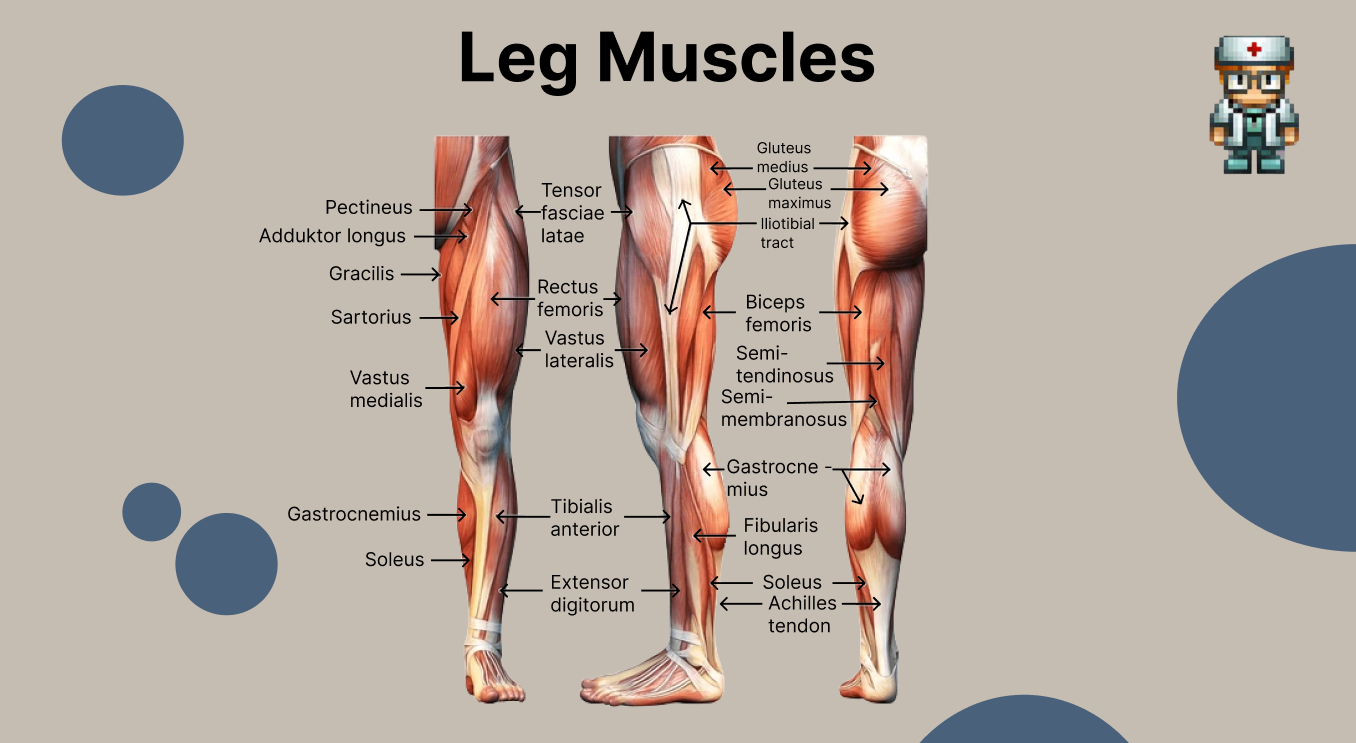 Leg Muscles
Pectineus
Adduktor longus
Gracilis
Sartorius
Vastus
medialis
Gastrocnemius
Soleus
Tensor
fasciae
latae
Rectus
femoris
Vastus
lateralis
Tibialis
anterior
Extensor
digitorum
Gluteus
medius
Gluteus
maximus
Iliotibial
tract
Biceps
femoris
Semi-
tendinosus
Semi-
membranosus
Gastrocne -
mius
Fibularis
longus
Soleus
Achilles
tendon